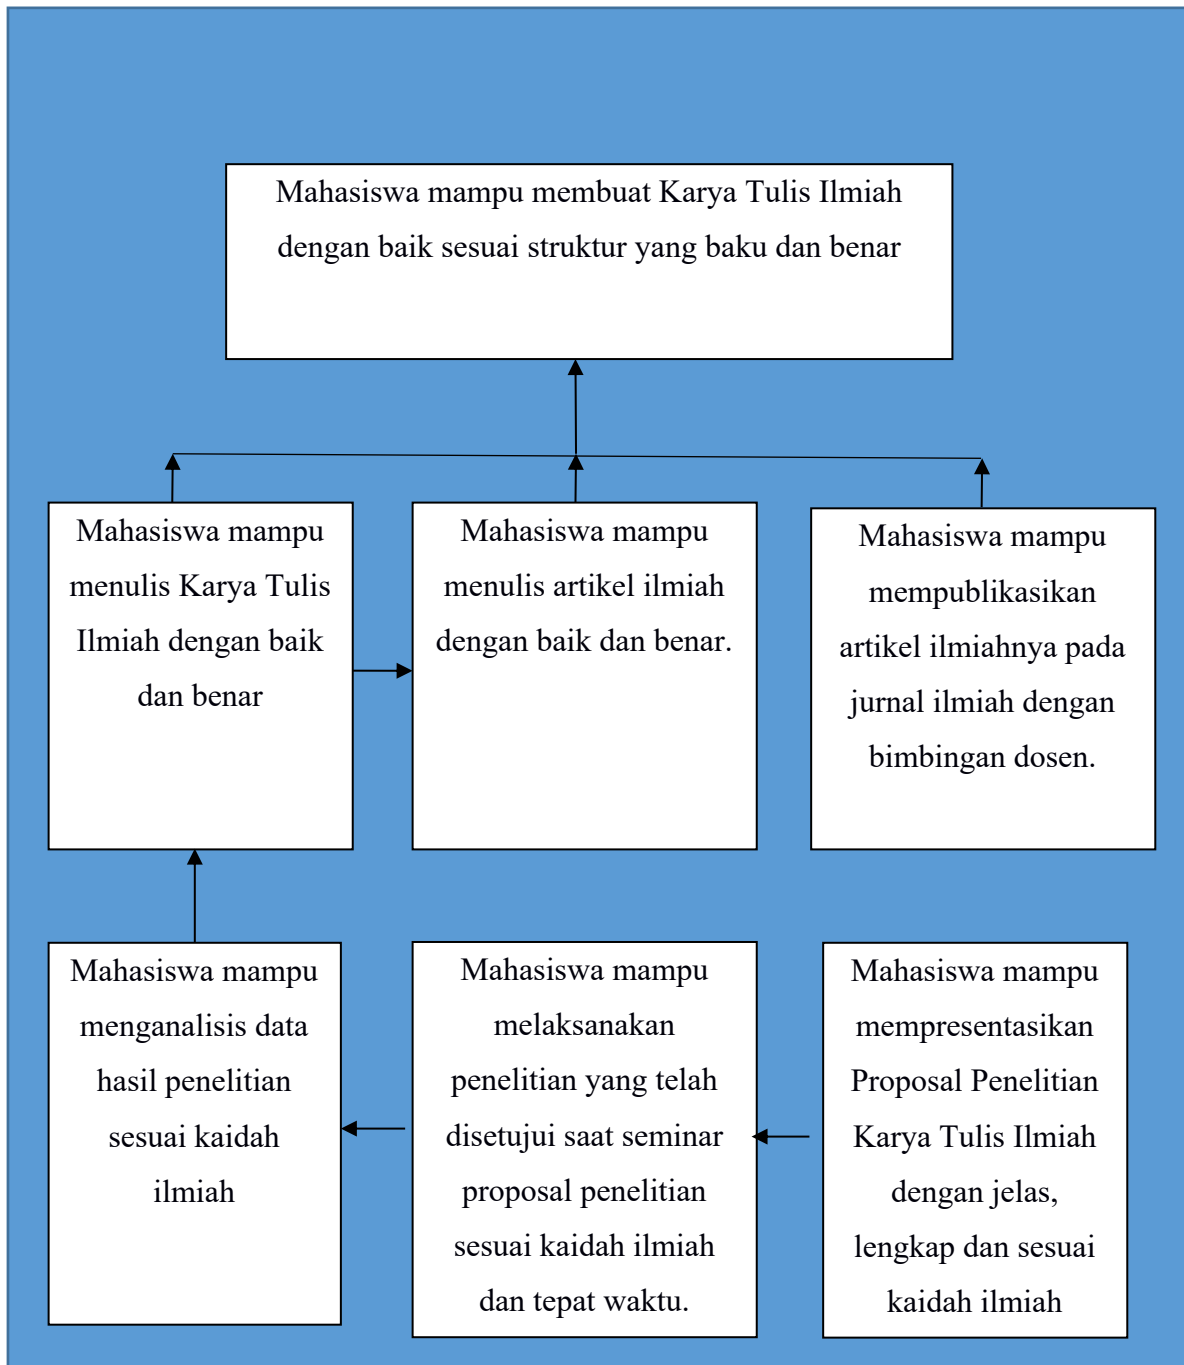 Mahasiswa mampu membuat Karya Tulis Ilmiah
dengan baik sesuai struktur yang baku dan benar
Mahasiswa mampu
menulis Karya Tulis
Ilmiah dengan baik
dan benar
Mahasiswa mampu
menulis artikel ilmiah
dengan baik dan benar.
Mahasiswa mampu
mempublikasikan
artikel ilmiahnya pada
jurnal ilmiah dengan
bimbingan dosen.
Mahasiswa mampu
menganalisis data
hasil penelitian
sesuai kaidah
ilmiah
Mahasiswa mampu
melaksanakan
penelitian yang telah
disetujui saat seminar
proposal penelitian
sesuai kaidah ilmiah
dan tepat waktu.
Mahasiswa mampu
mempresentasikan
Proposal Penelitian
Karya Tulis Ilmiah
dengan jelas,
lengkap dan sesuai
kaidah ilmiah